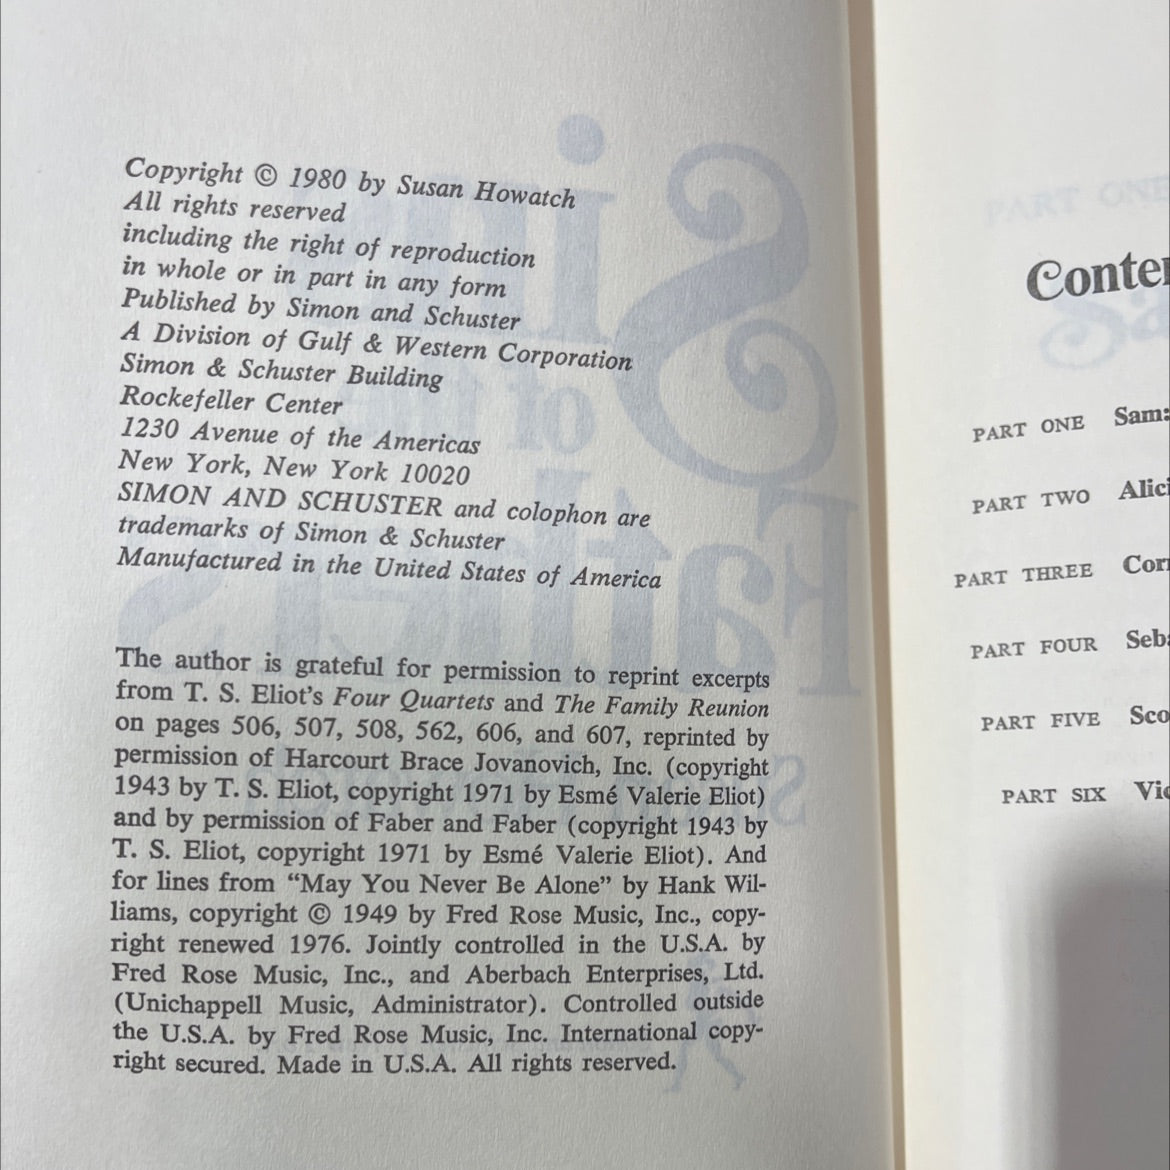 Copyright © 1980 by Susan Howatch
All rights reserved
including the right of reproduction
in whole or in part in any form
Published by Simon and Schuster
A Division of Gulf & Western Corporation
Simon & Schuster Building
Rockefeller Center
1230 Avenue of the Americas
New York, New York 10020
SIMON AND SCHUSTER and colophon are
trademarks of Simon & Schuster
Manufactured in the United States of America
The author is grateful for permission to reprint excerpts
from T. S. Eliot's Four Quartets and The Family Reunion
on pages 506, 507, 508, 562, 606, and 607, reprinted by
permission of Harcourt Brace Jovanovich, Inc. (copyright
1943 by T. S. Eliot, copyright 1971 by Esmé Valerie Eliot)
and by permission of Faber and Faber (copyright 1943 by
T. S. Eliot, copyright 1971 by Esmé Valerie Eliot). And
for lines from "May You Never Be Alone" by Hank Wil-
liams, copyright © 1949 by Fred Rose Music, Inc., copy-
right renewed 1976. Jointly controlled in the U.S.A. by
Fred Rose Music, Inc., and Aberbach Enterprises, Ltd.
(Unichappell Music, Administrator). Controlled outside
the U.S.A. by Fred Rose Music, Inc. International copy-
right secured. Made in U.S.A. All rights reserved.
Conten
PART ONE Sam:
PART TWO Alici
PART THREE Corn
PART FOUR Seba
PART FIVE Sco
PART SIX Vic